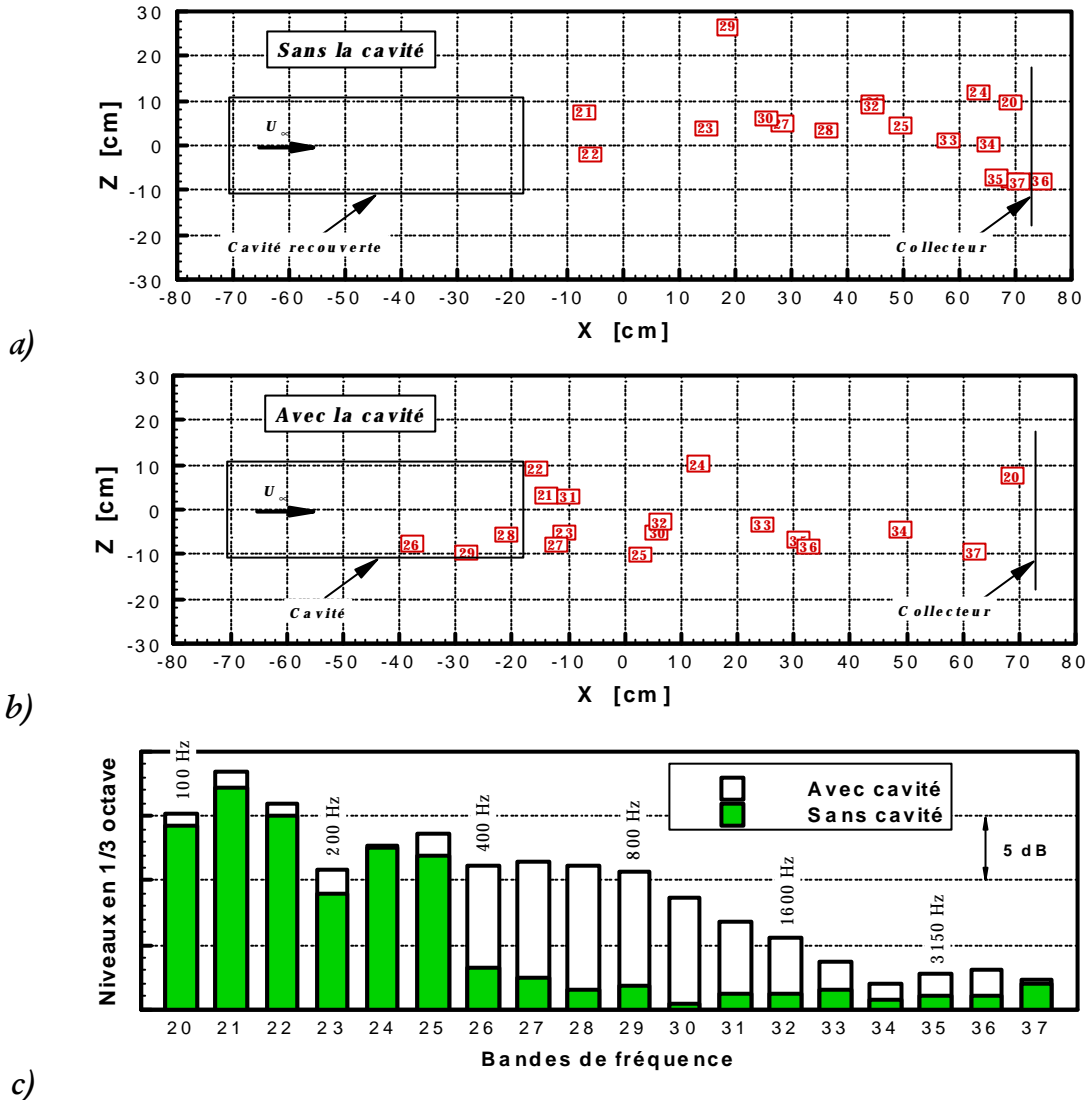 30
20
10
0
-10
-20
-30
Z [cm]
Sans la cavité
U∞
Cavité recouverte
Collecteur
29
21
22
23
30
27
28
32
25
33
24
20
34
35
37
36
-80 -70 -60 -50 -40 -30 -20 -10 0 10 20 30 40 50 60 70 80
X [cm]
a)
30
20
10
0
-10
-20
-30
Z [cm]
Avec la cavité
U∞
Cavité
Collecteur
26
29
28
22
21
31
23
27
25
32
30
24
33
35
36
34
37
20
-80 -70 -60 -50 -40 -30 -20 -10 0 10 20 30 40 50 60 70 80
X [cm]
b)
Niveaux en 1/3 octave
100 Hz
200 Hz
400 Hz
800 Hz
1600 Hz
3150 Hz
Avec cavité
Sans cavité
5 dB
20 21 22 23 24 25 26 27 28 29 30 31 32 33 34 35 36 37
Bandes de fréquence
c)